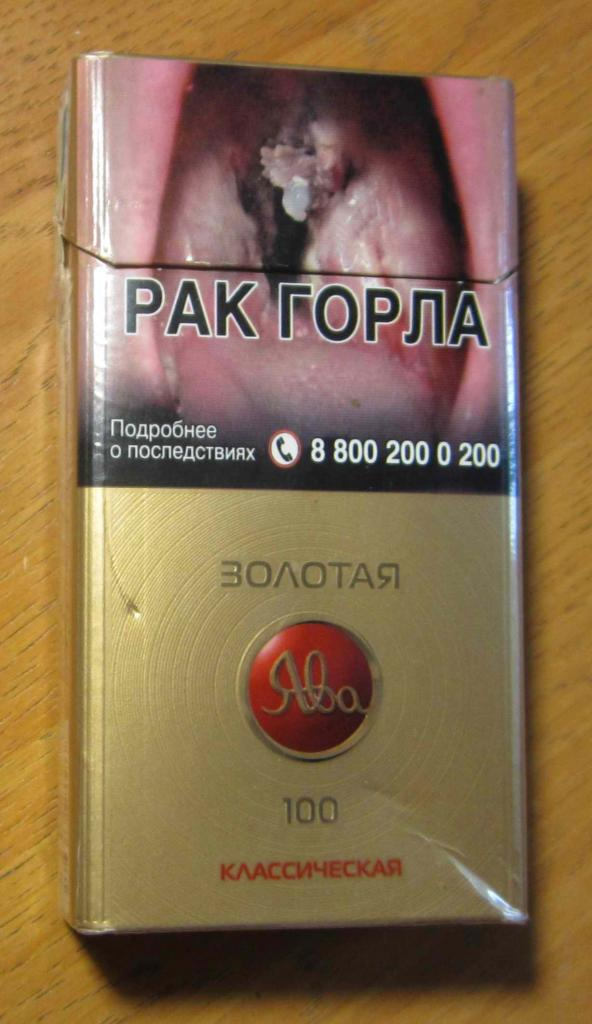 РАК ГОРЛА
Подробнее
о последствиях 8 800 200 0 200
ЗОЛОТАЯ
Ява
100
КЛАССИЧЕСКАЯ